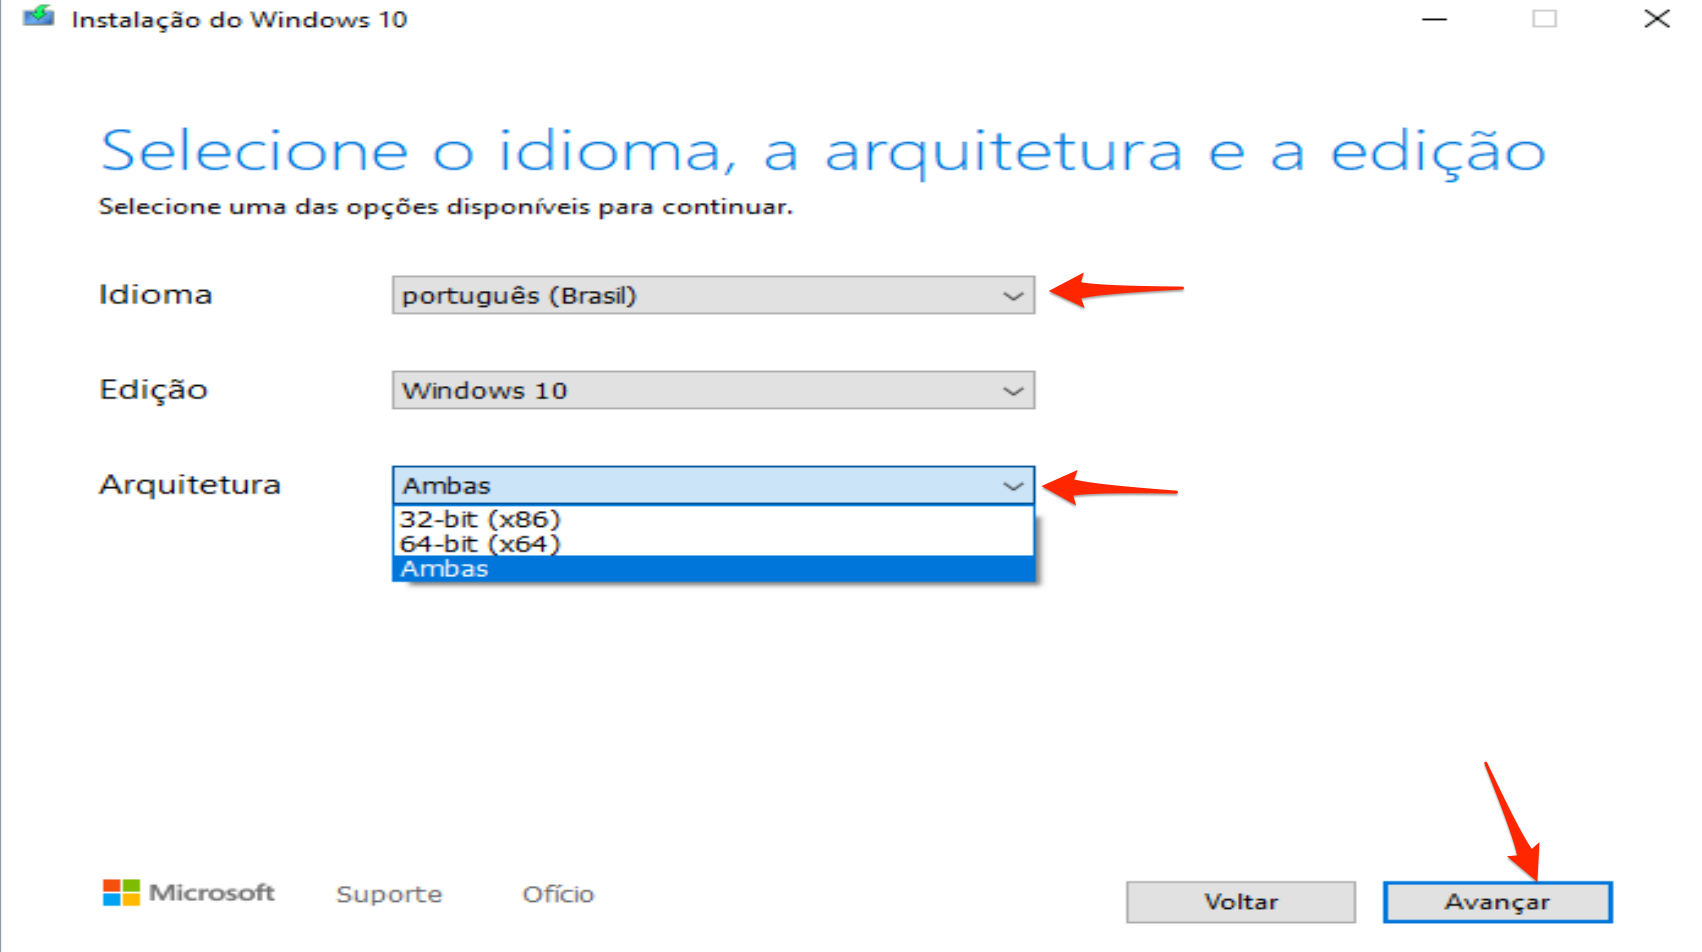 Instalação do Windows 10
Selecione o idioma, a arquitetura e a edição
Selecione uma das opções disponíveis para continuar.
Idioma
português (Brasil)
Edição
Windows 10
Arquitetura
Ambas
32-bit (x86)
64-bit (x64)
Ambas
Microsoft
Suporte
Ofício
Voltar
Avançar